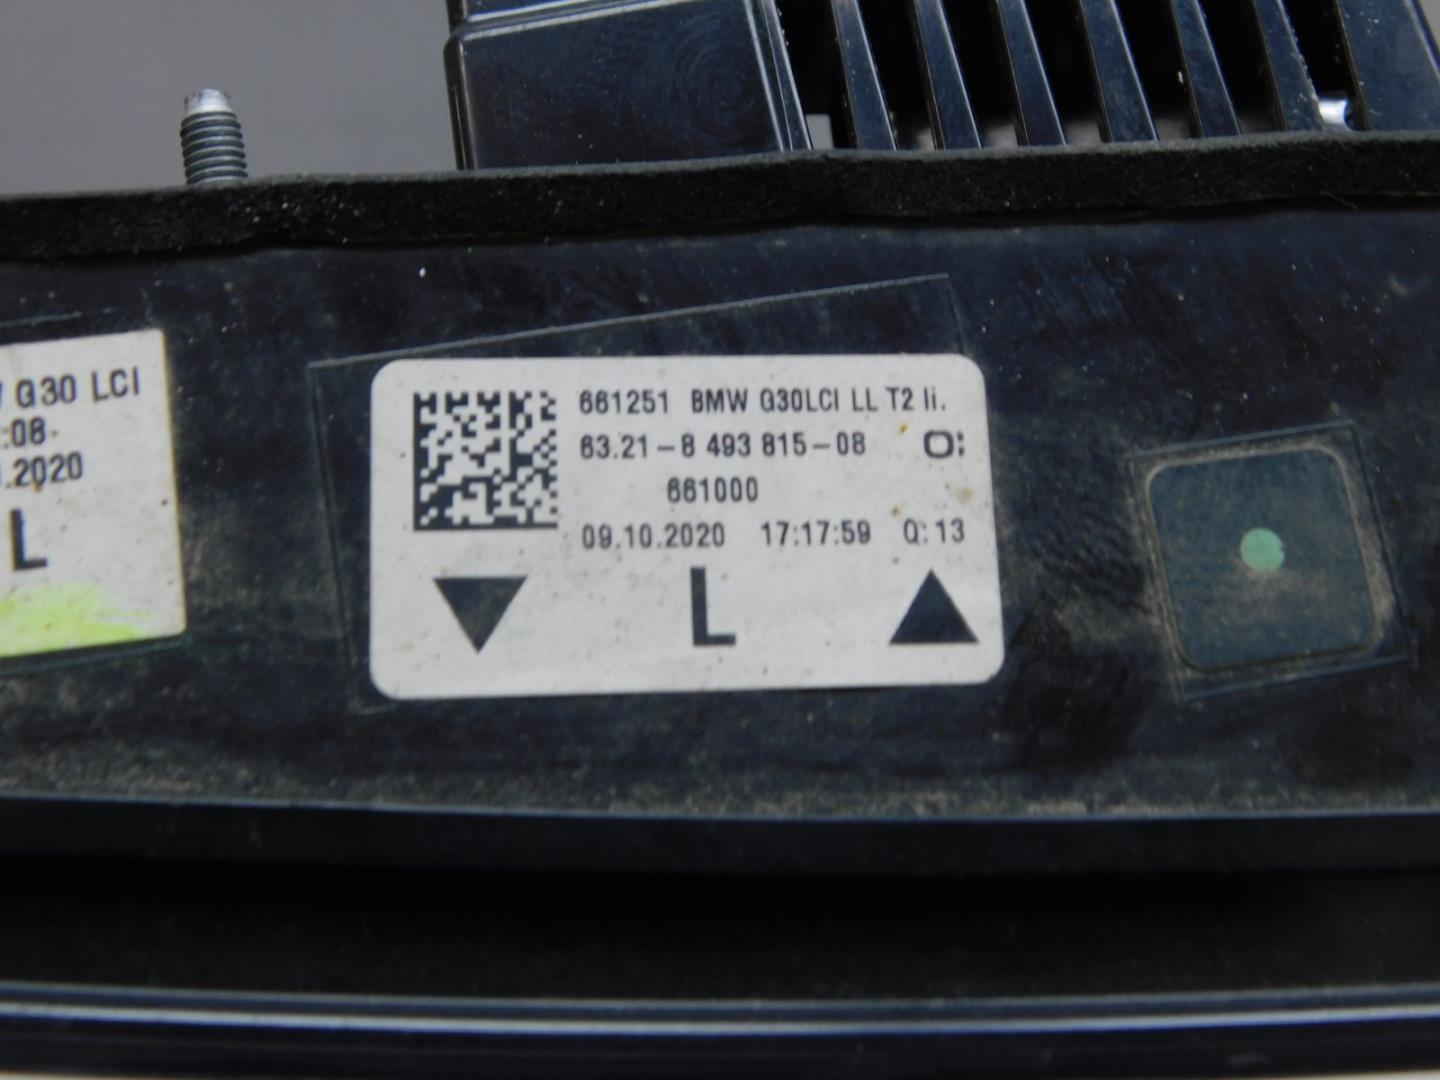 G30 LCI
:08
.2020
L
661251 BMW G30LCI LL T2 li.
63.21-8 493 815-08 O:
661000
09.10.2020 17:17:59 Q:13
▼ L ▲